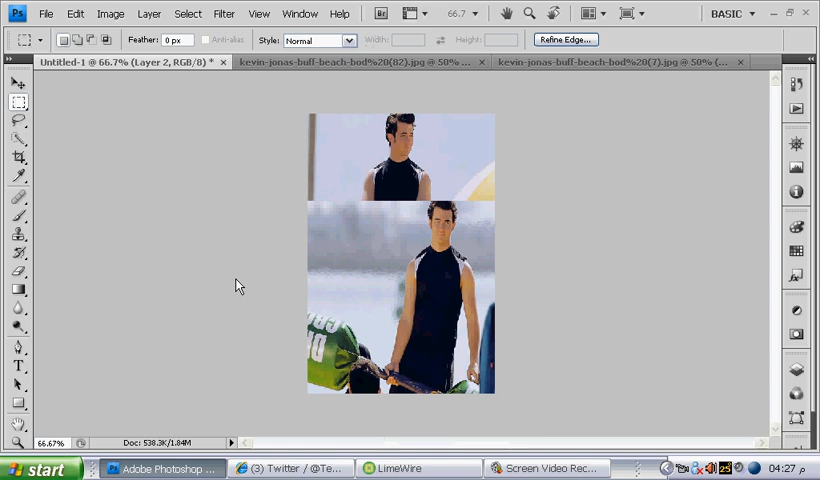 Ps File Edit Image Layer Select Filter View Window Help Br 66.7 BASIC
Feather: 0 px Anti-alias Style: Normal Width: Height: Refine Edge...
Untitled-1 @ 66.7% (Layer 2, RGB/8) * × kevin-jonas-buff-beach-bod%20(82).jpg @ 50% ... × kevin-jonas-buff-beach-bod%20(7).jpg @ 50% (... ×
66.67% Doc: 538.3K/1.84M
start Ps Adobe Photoshop ... (3) Twitter / @Te... LimeWire Screen Video Rec... 25 04:27 م